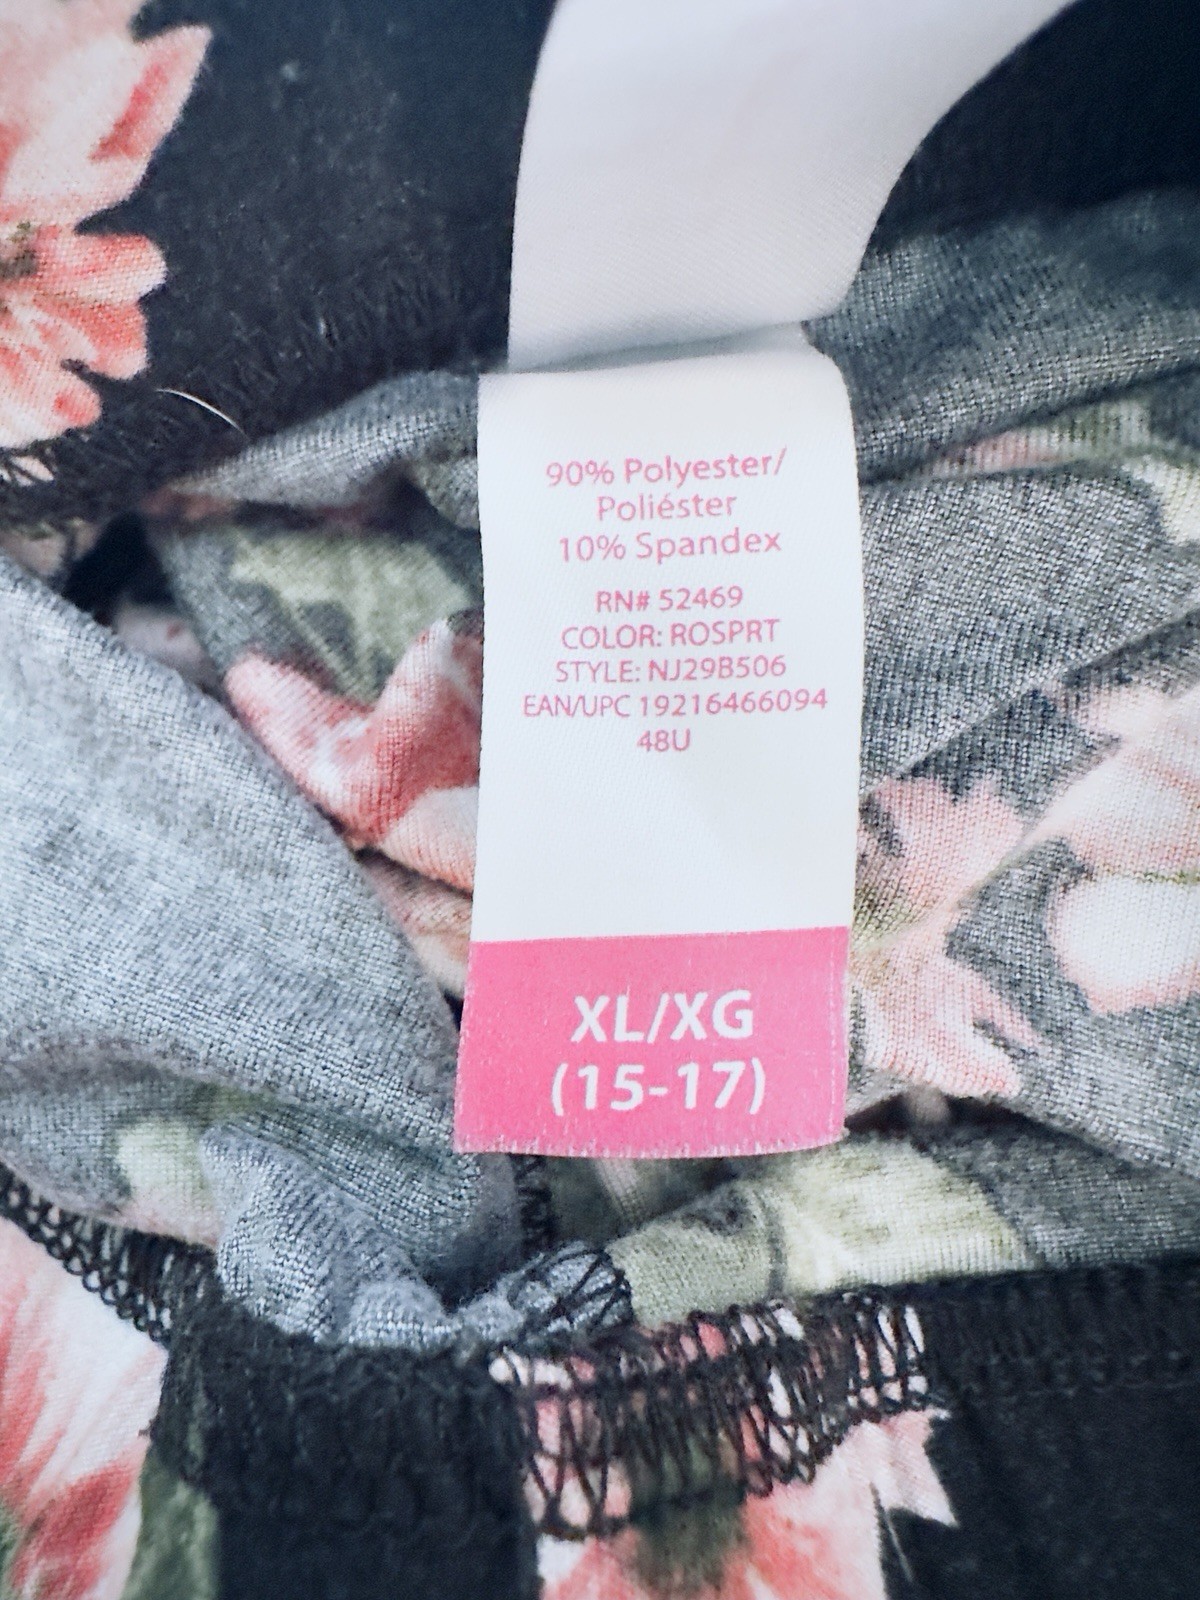 90% Polyester/
Poliéster
10% Spandex
RN# 52469
COLOR: ROSPRT
STYLE: NJ29B506
EAN/UPC 19216466094
48U
XL/XG
(15-17)